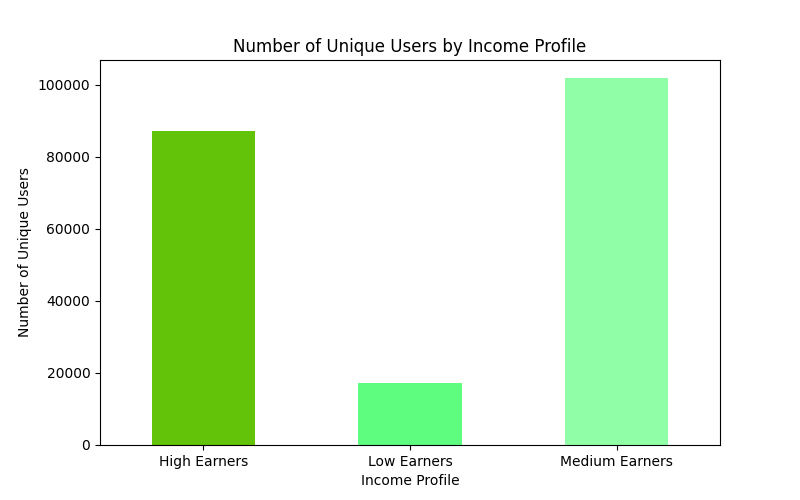 Number of Unique Users by Income Profile
Number of Unique Users
100000
80000
60000
40000
20000
0
High Earners
Low Earners
Medium Earners
Income Profile